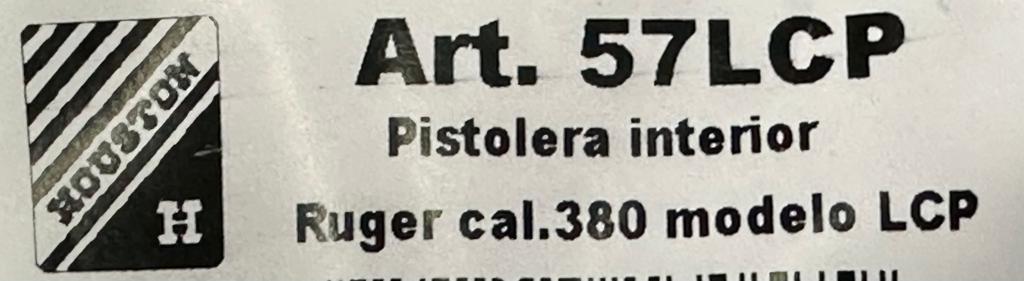 HOUSTON
H
Art. 57LCP
Pistolera interior
Ruger cal.380 modelo LCP